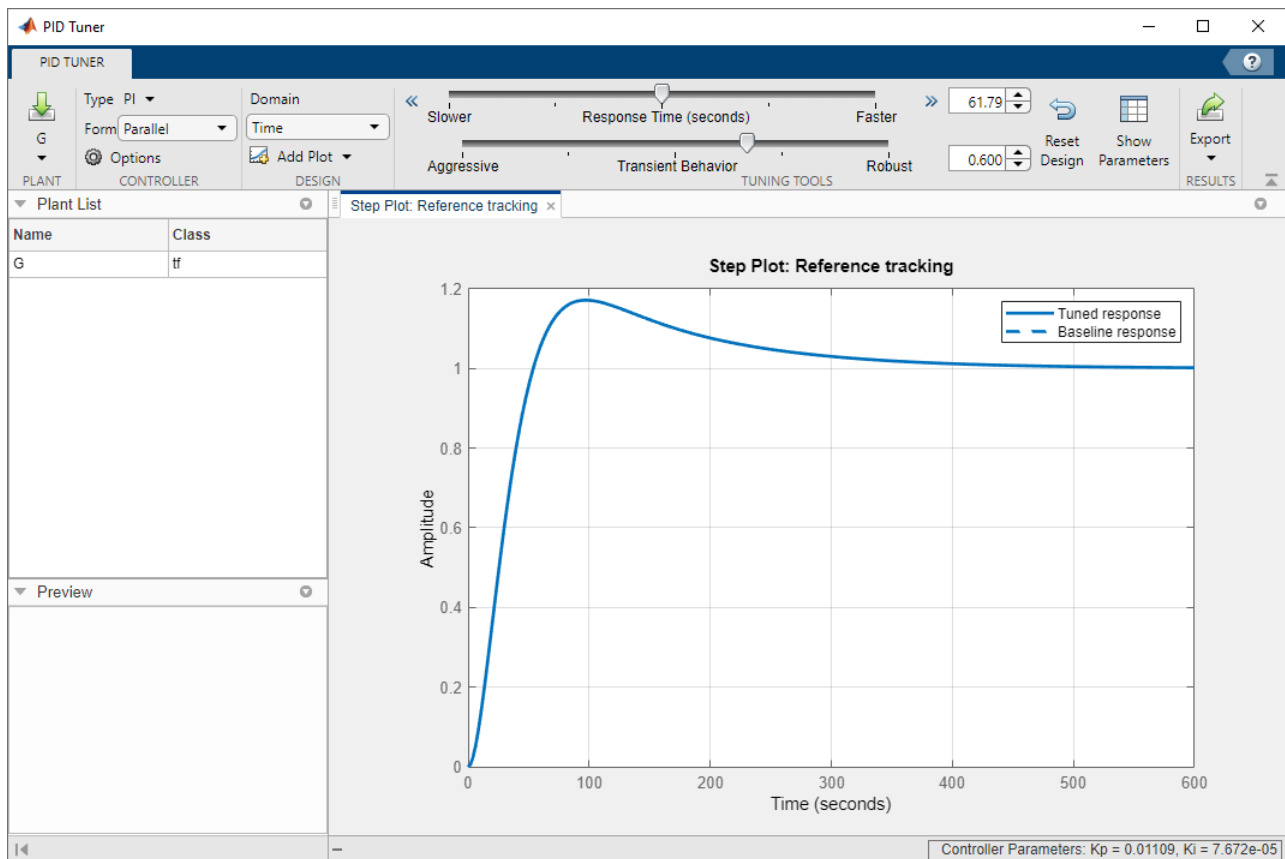 PID Tuner
PID TUNER
?
G
PLANT
Type PI
Form Parallel
Options
CONTROLLER
Domain
Time
Add Plot
DESIGN
Slower Response Time (seconds) Faster
61.79
Aggressive Transient Behavior Robust
0.600
Reset Design
Show Parameters
TUNING TOOLS
Export
RESULTS
Plant List
Name Class
G tf
Preview
Step Plot: Reference tracking
Step Plot: Reference tracking
Tuned response
Baseline response
Amplitude
1.2
1
0.8
0.6
0.4
0.2
0
0 100 200 300 400 500 600
Time (seconds)
Controller Parameters: Kp = 0.01109, Ki = 7.672e-05